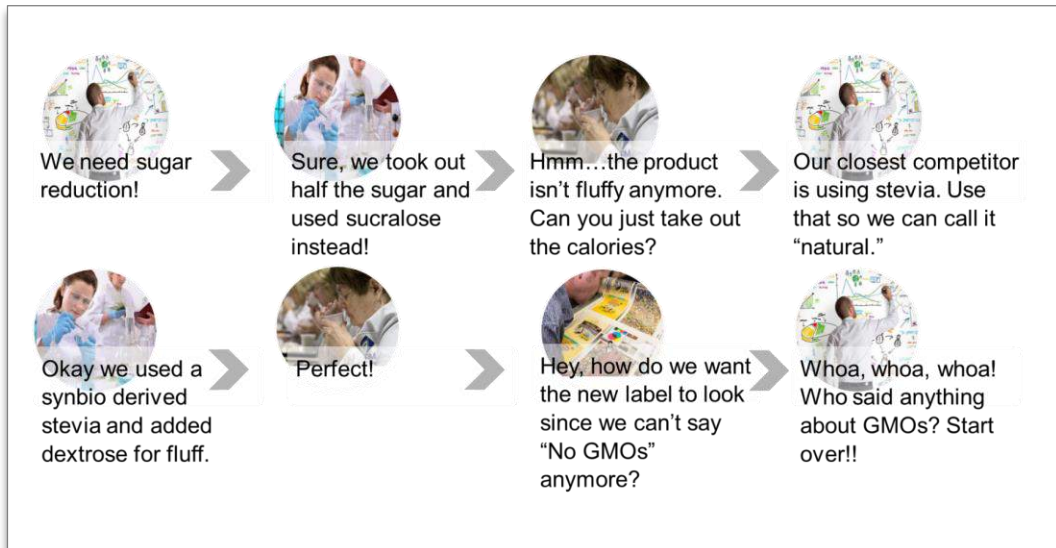 We need sugar
reduction!
Sure, we took out
half the sugar and
used sucralose
instead!
Hmm…the product
isn’t fluffy anymore.
Can you just take out
the calories?
Our closest competitor
is using stevia. Use
that so we can call it
“natural.”
Okay we used a
synbio derived
stevia and added
dextrose for fluff.
Perfect!
Hey, how do we want
the new label to look
since we can’t say
“No GMOs”
anymore?
Whoa, whoa, whoa!
Who said anything
about GMOs? Start
over!!